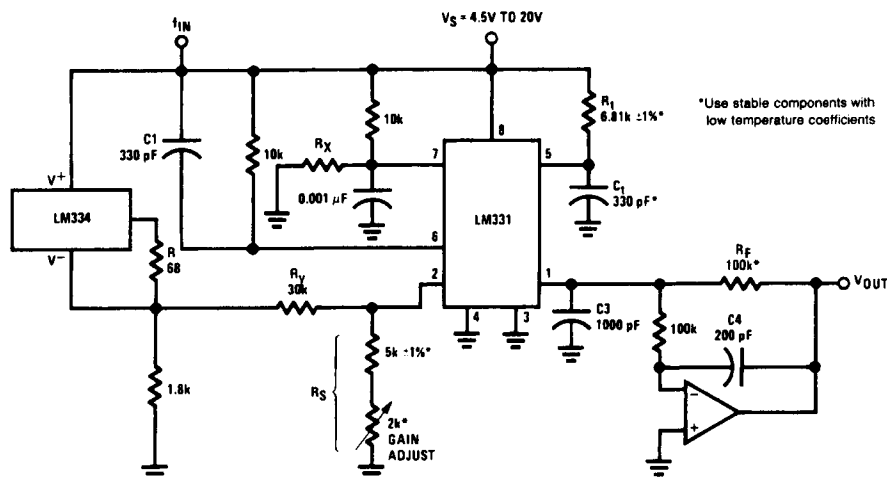 fIN
VS = 4.5V TO 20V
C1
330 pF
10k
10k
RX
0.001 μF
Rt
6.81k ±1%*
*Use stable components with
low temperature coefficients
Ct
330 pF*
8
7
5
6
2
1
4
3
LM331
V+
LM334
V−
R
68
1.8k
Ry
30k
RS
5k ±1%*
2k*
GAIN
ADJUST
C3
1000 pF
RF
100k*
100k
C4
200 pF
−
+
VOUT